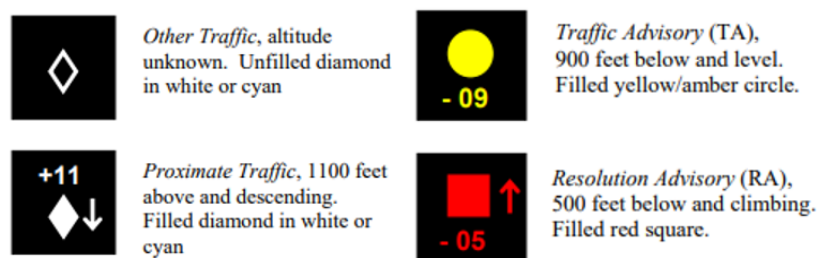 Other Traffic, altitude
unknown. Unfilled diamond
in white or cyan
- 09
Traffic Advisory (TA),
900 feet below and level.
Filled yellow/amber circle.
+11
Proximate Traffic, 1100 feet
above and descending.
Filled diamond in white or
cyan
- 05
Resolution Advisory (RA),
500 feet below and climbing.
Filled red square.